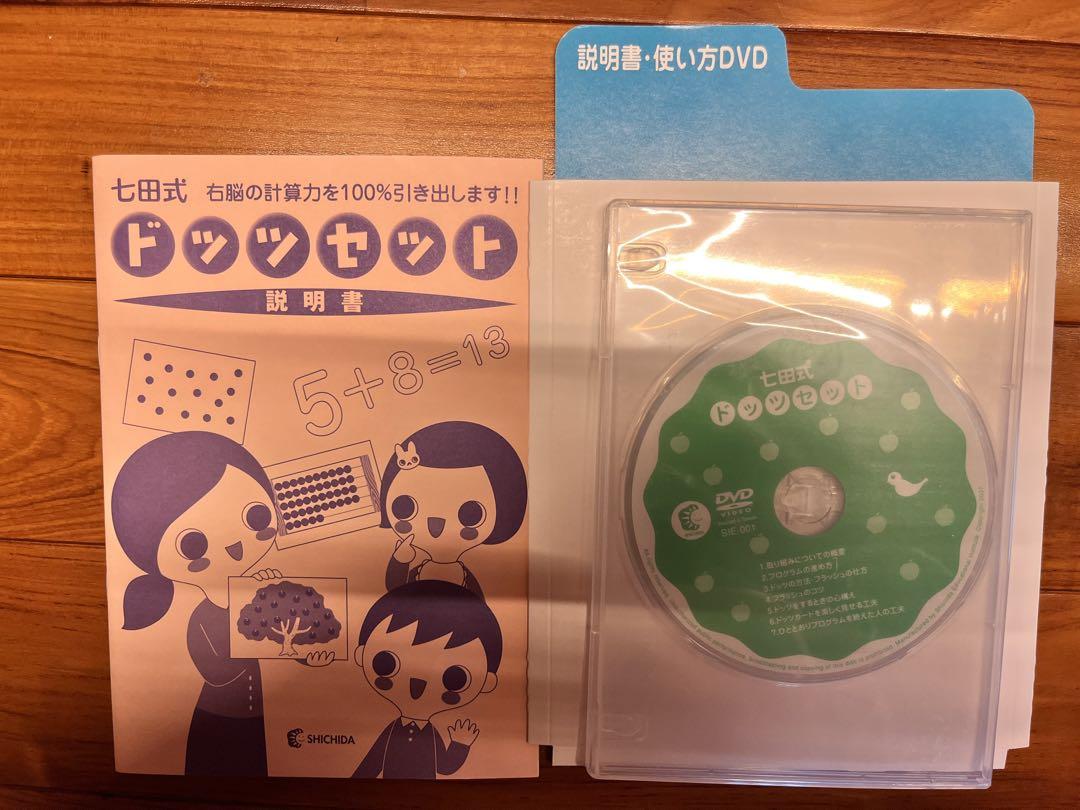 説明書・使い方DVD
七田式 右脳の計算力を100%引き出します!!
ドッツセット
説明書
5+8=13
SHICHIDA
七田式
ドッツセット
DVD
VIDEO
SIE-001
1.取り組みについての概要
2.プログラムの進め方
3.ドッツの方法・フラッシュの仕方
4.フラッシュのコツ
5.ドッツをするときの心構え
6.ドッツカードを楽しく見せる工夫
7.ひととおりプログラムを終えた人の工夫